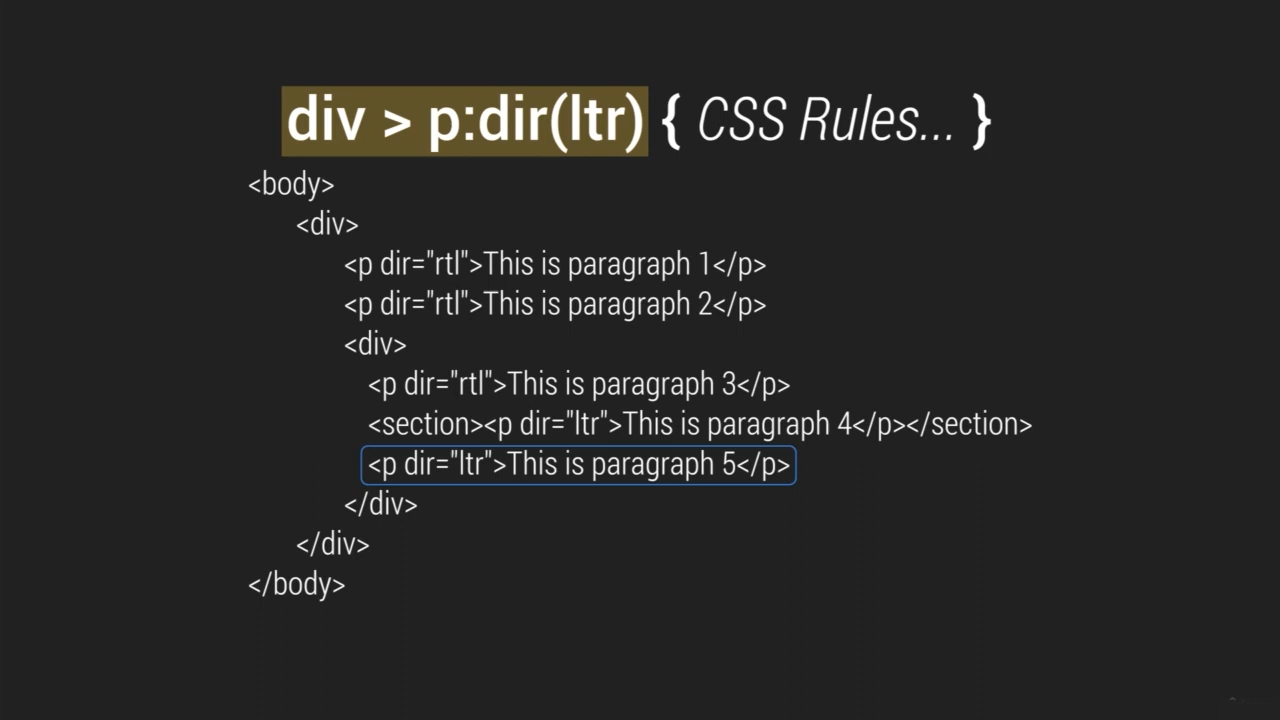 div > p:dir(ltr) { CSS Rules... }
<body>
<div>
<p dir="rtl">This is paragraph 1</p>
<p dir="rtl">This is paragraph 2</p>
<div>
<p dir="rtl">This is paragraph 3</p>
<section><p dir="ltr">This is paragraph 4</p></section>
<p dir="ltr">This is paragraph 5</p>
</div>
</div>
</body>